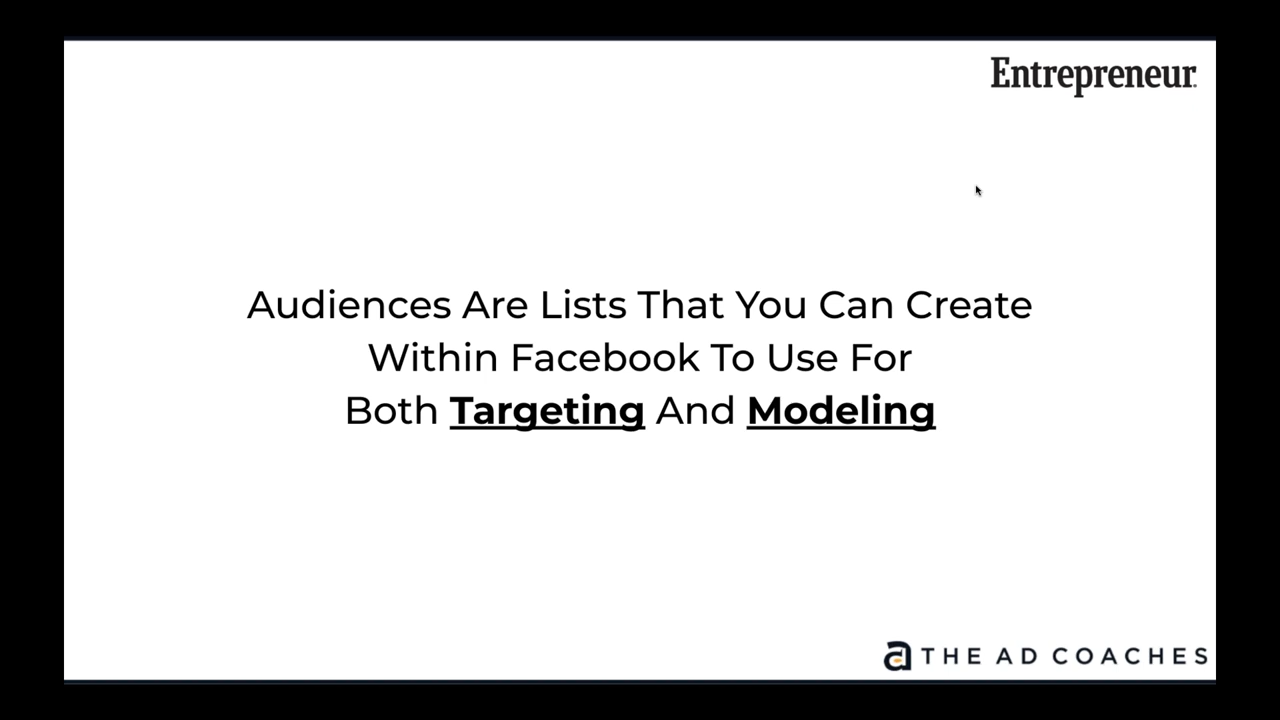 Entrepreneur
Audiences Are Lists That You Can Create
Within Facebook To Use For
Both Targeting And Modeling
a THE AD COACHES